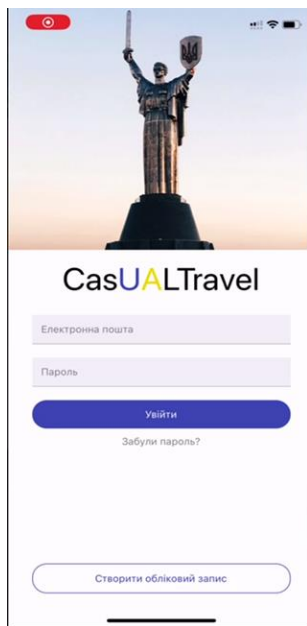 CasUALTravel
Електронна пошта
Пароль
Увійти
Забули пароль?
Створити обліковий запис